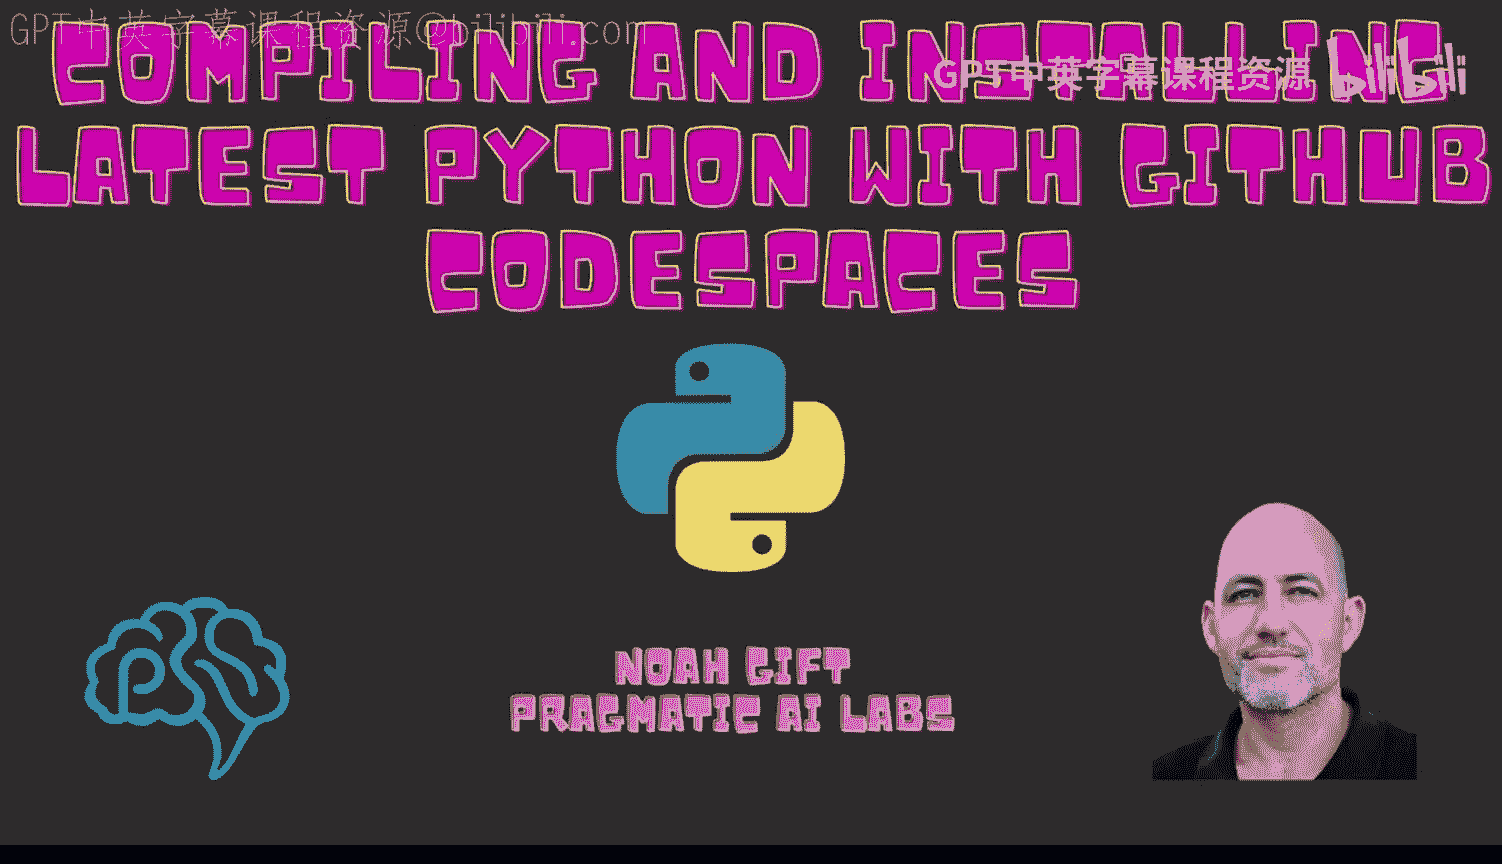 GPT中英字幕课程资源@bilibili.com
COMPILING AND INSTALLING
GPT中英字幕课程资源 bilibili
LATEST PYTHON WITH GITHUB
CODESPACES
NOAH GIFT
PRAGMATIC AI LABS